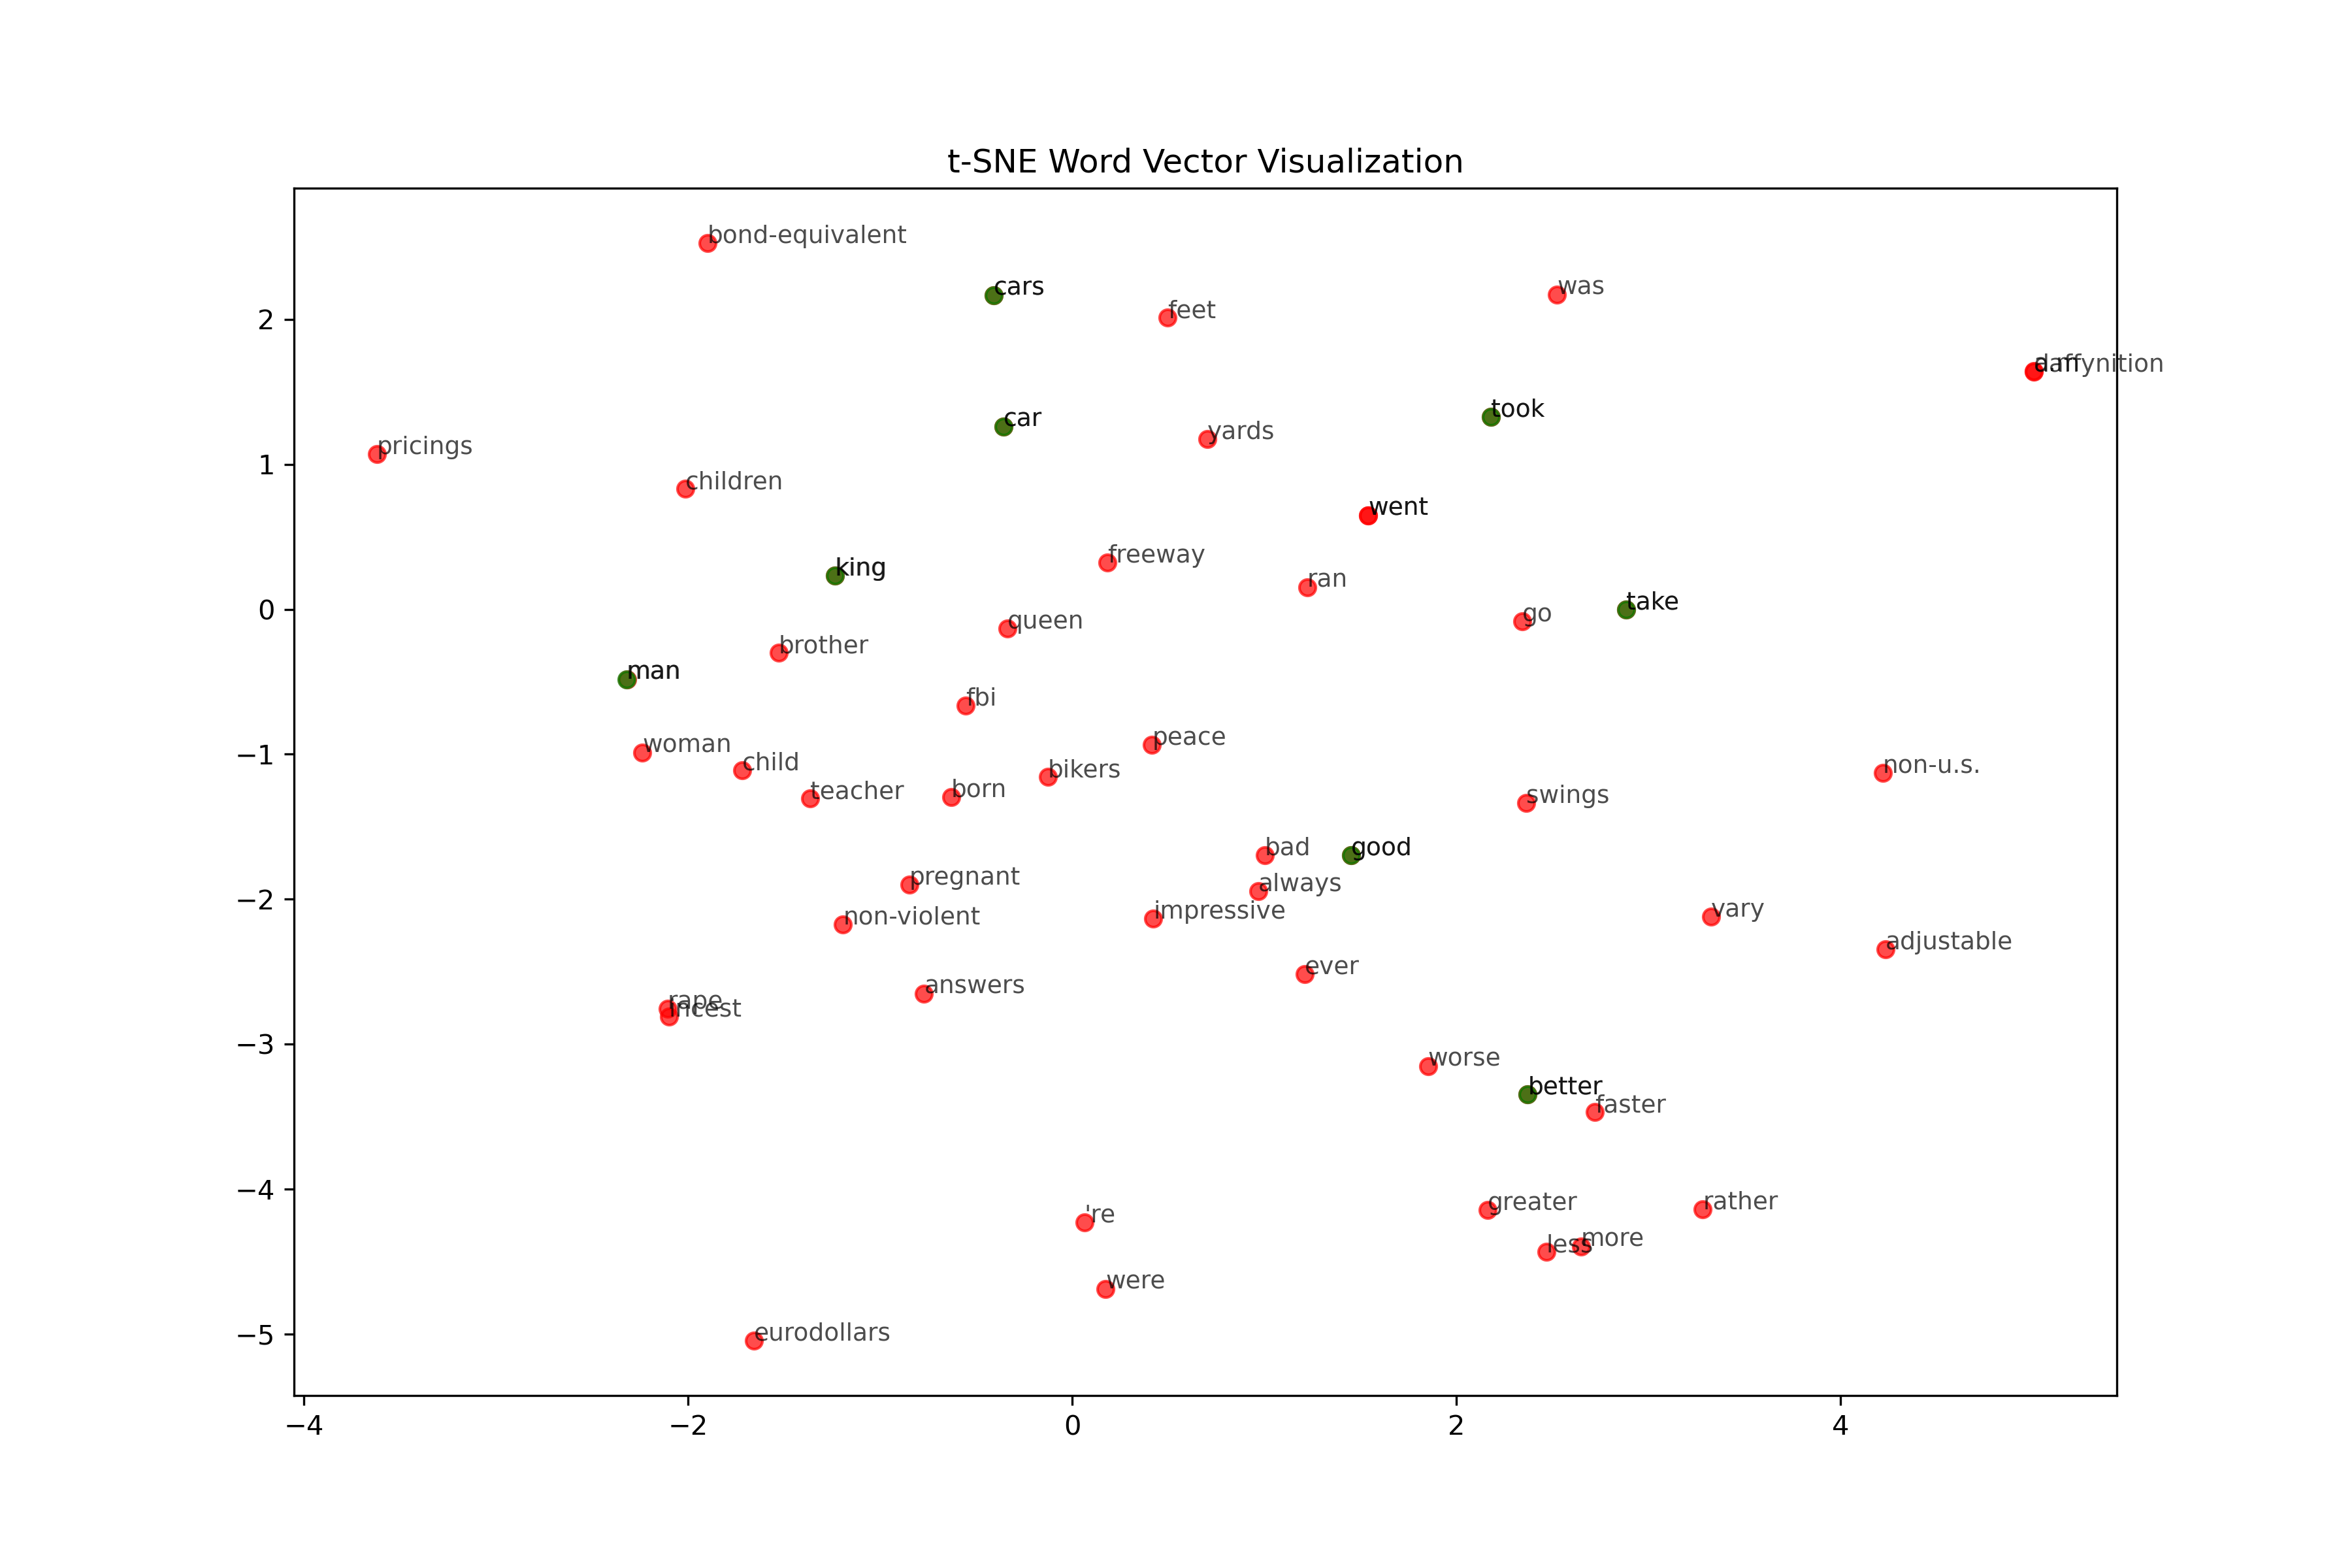 t-SNE Word Vector Visualization
bond-equivalent
cars
was
feet
2
daffynition
took
car
yards
pricings
1
children
went
king
freeway
ran
take
0
go
queen
brother
man
fbi
peace
woman
−1
child
bikers
non-u.s.
teacher
born
swings
bad
good
pregnant
always
−2
impressive
non-violent
vary
adjustable
ever
answers
rape
incest
−3
worse
better
faster
−4
greater
rather
're
more
less
were
−5
eurodollars
−4
−2
0
2
4